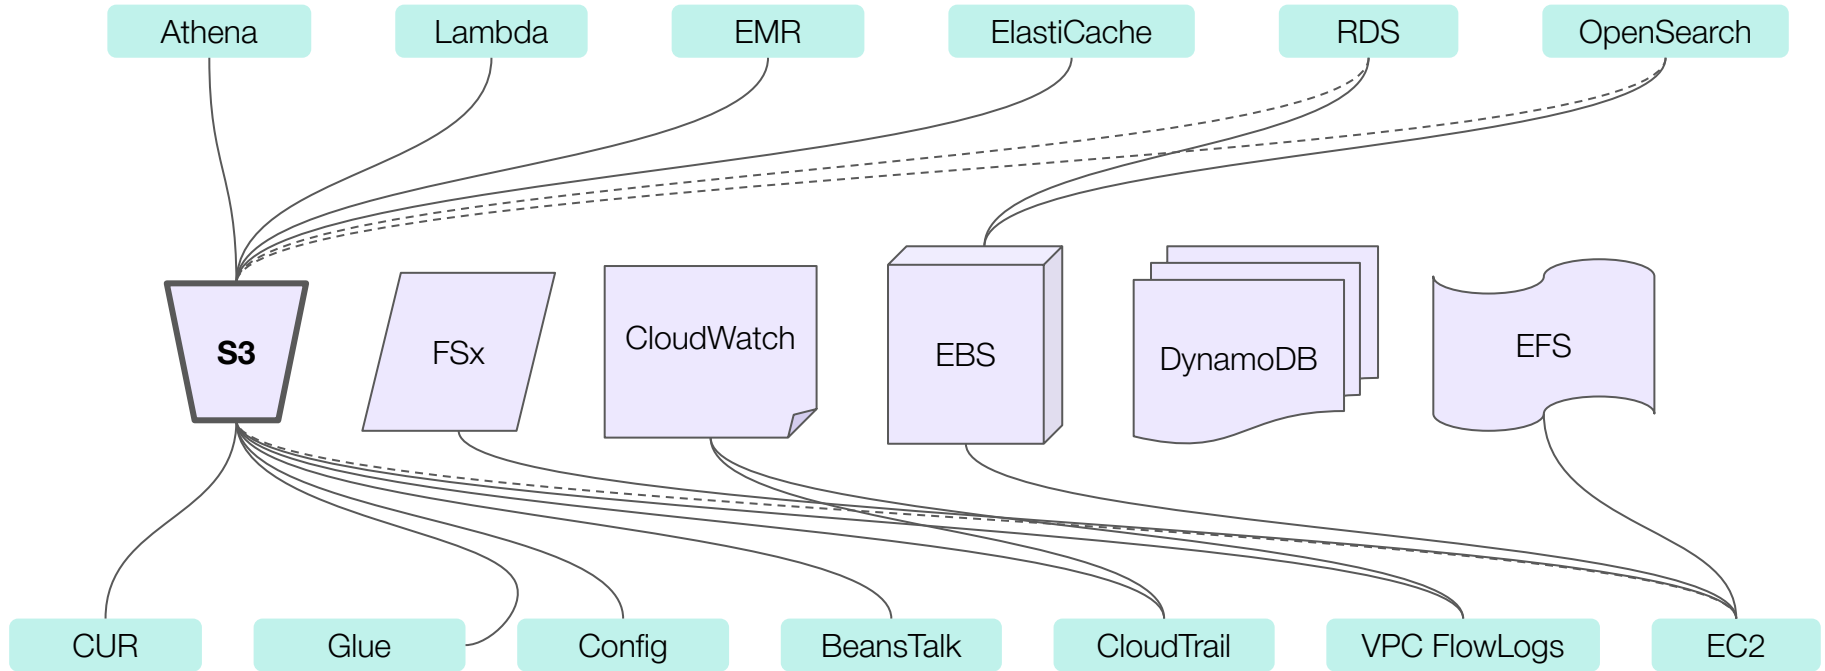 Athena
Lambda
EMR
ElastiCache
RDS
OpenSearch
S3
FSx
CloudWatch
EBS
DynamoDB
EFS
CUR
Glue
Config
BeansTalk
CloudTrail
VPC FlowLogs
EC2